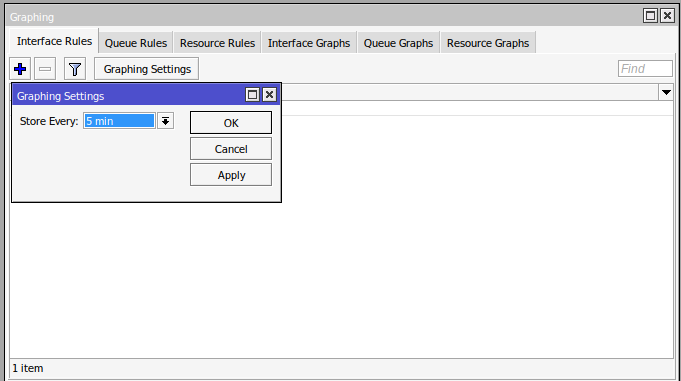 Graphing
Interface Rules Queue Rules Resource Rules Interface Graphs Queue Graphs Resource Graphs
Graphing Settings Find
Graphing Settings
Store Every: 5 min OK
Cancel
Apply
1 item